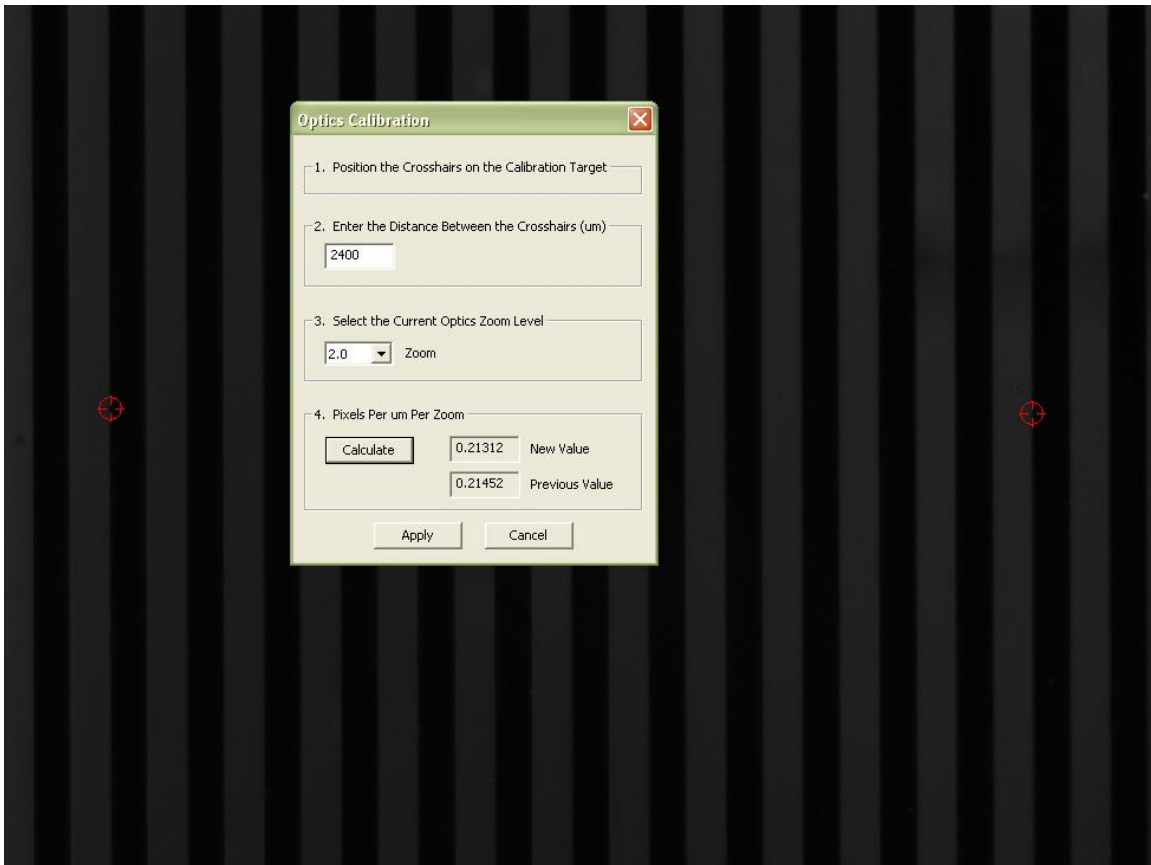 Optics Calibration
1. Position the Crosshairs on the Calibration Target
2. Enter the Distance Between the Crosshairs (um)
2400
3. Select the Current Optics Zoom Level
2.0 Zoom
4. Pixels Per um Per Zoom
Calculate 0.21312 New Value
0.21452 Previous Value
Apply Cancel